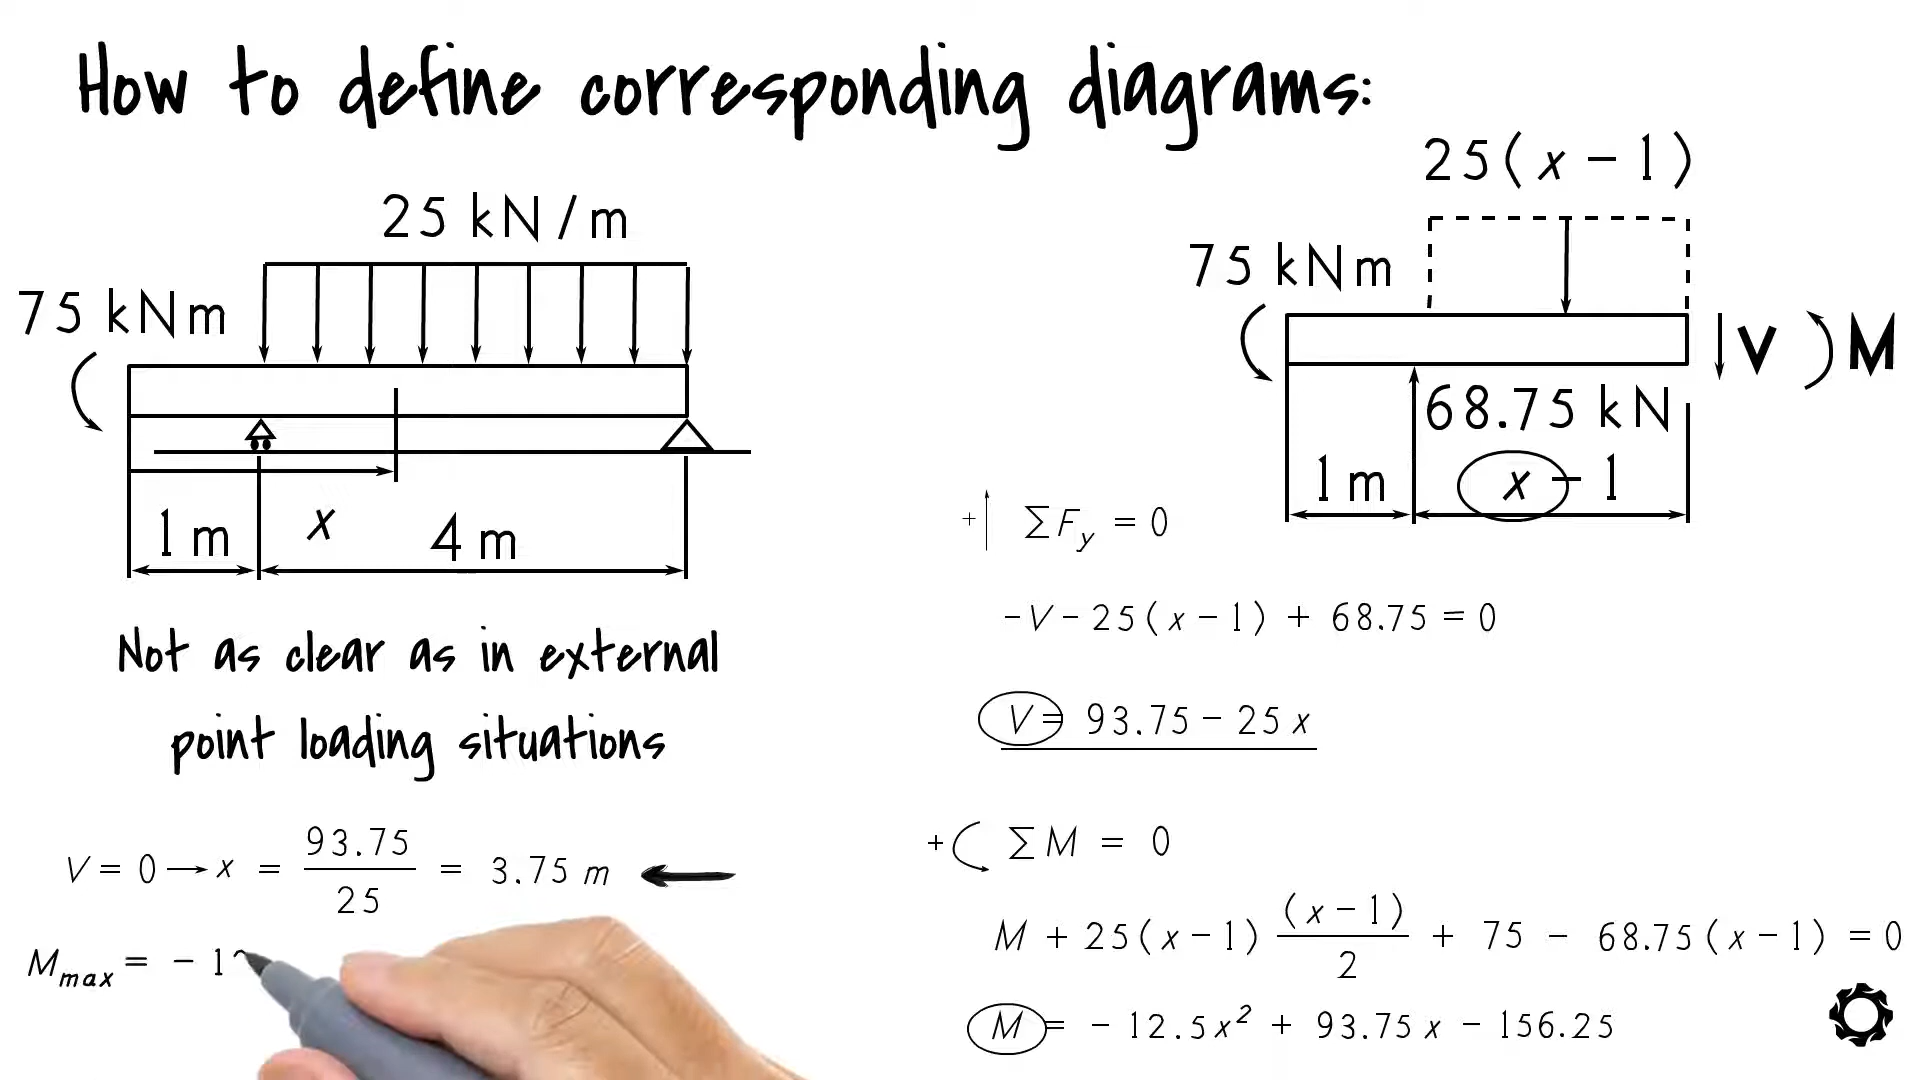 How to define corresponding diagrams:
25 kN/m
75 kNm
1 m
x
4 m
25(x − 1)
75 kNm
V
M
68.75 kN
1 m
x − 1
Not as clear as in external
point loading situations
V = 0 → x = 93.75 / 25 = 3.75 m
M_max = − 1
+ ΣF_y = 0
−V − 25(x − 1) + 68.75 = 0
V = 93.75 − 25x
+ ΣM = 0
M + 25(x − 1) (x − 1) / 2 + 75 − 68.75(x − 1) = 0
M = − 12.5x² + 93.75x − 156.25